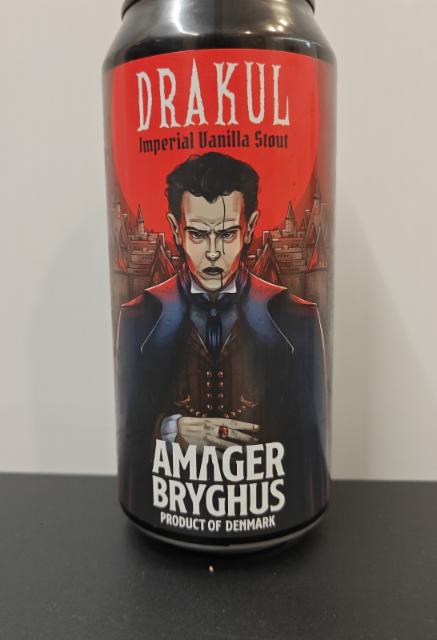 DRAKUL
Imperial Vanilla Stout
AMAGER
BRYGHUS
PRODUCT OF DENMARK